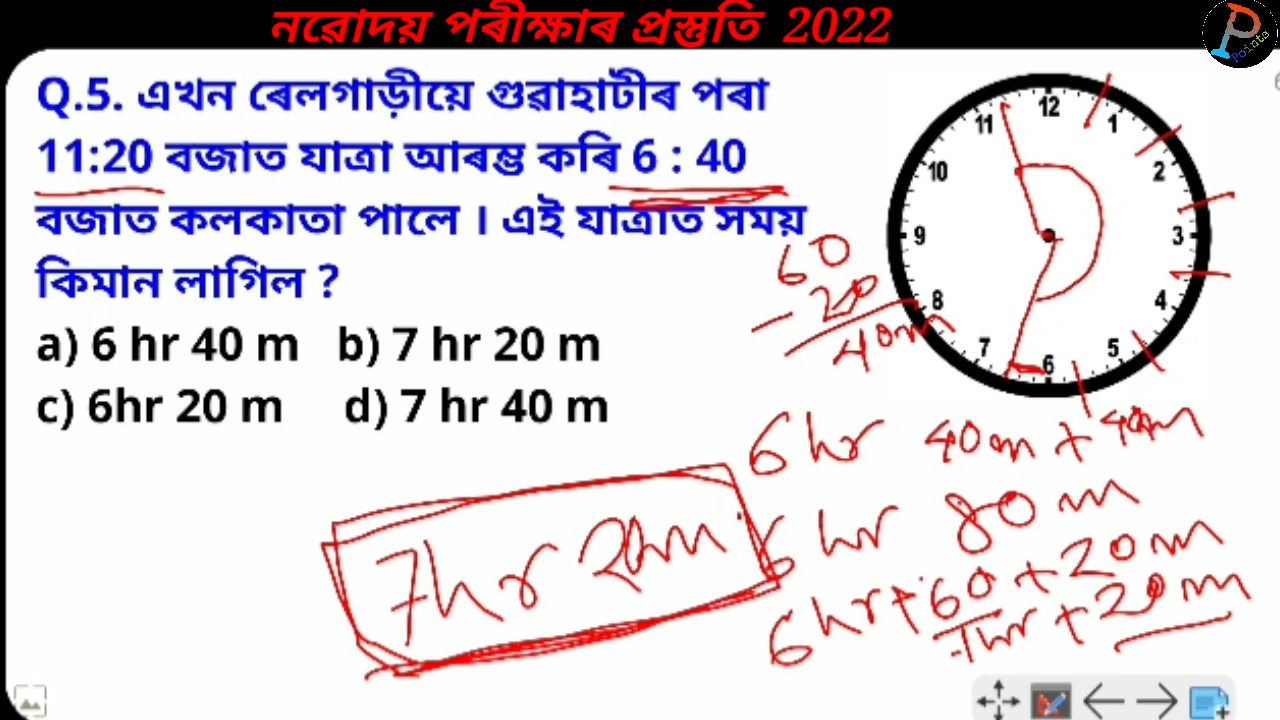 নৱোদয় পৰীক্ষাৰ প্ৰস্তুতি 2022
P
Points
Q.5. এখন ৰেলগাড়ীয়ে গুৱাহাটীৰ পৰা
11:20 বজাত যাত্ৰা আৰম্ভ কৰি 6 : 40
বজাত কলকাতা পালে । এই যাত্ৰাত সময়
কিমান লাগিল ?
a) 6 hr 40 m b) 7 hr 20 m
c) 6hr 20 m d) 7 hr 40 m
12
11 1
10 2
9 3
8 4
7 5
6
60
- 20
40m
6 hr 40m + 40m
6 hr 80 m
6hr + 60 + 20m
1hr + 20m
7hr 20m